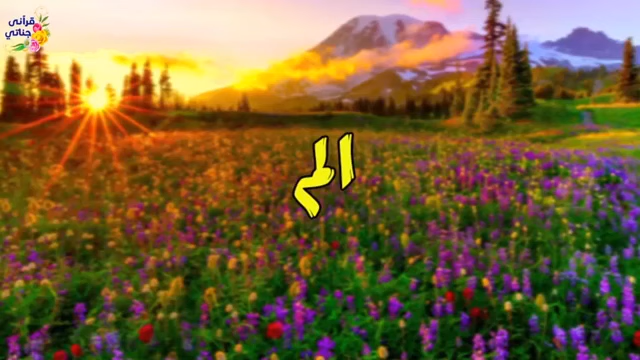 قرآني
جناتي
الم